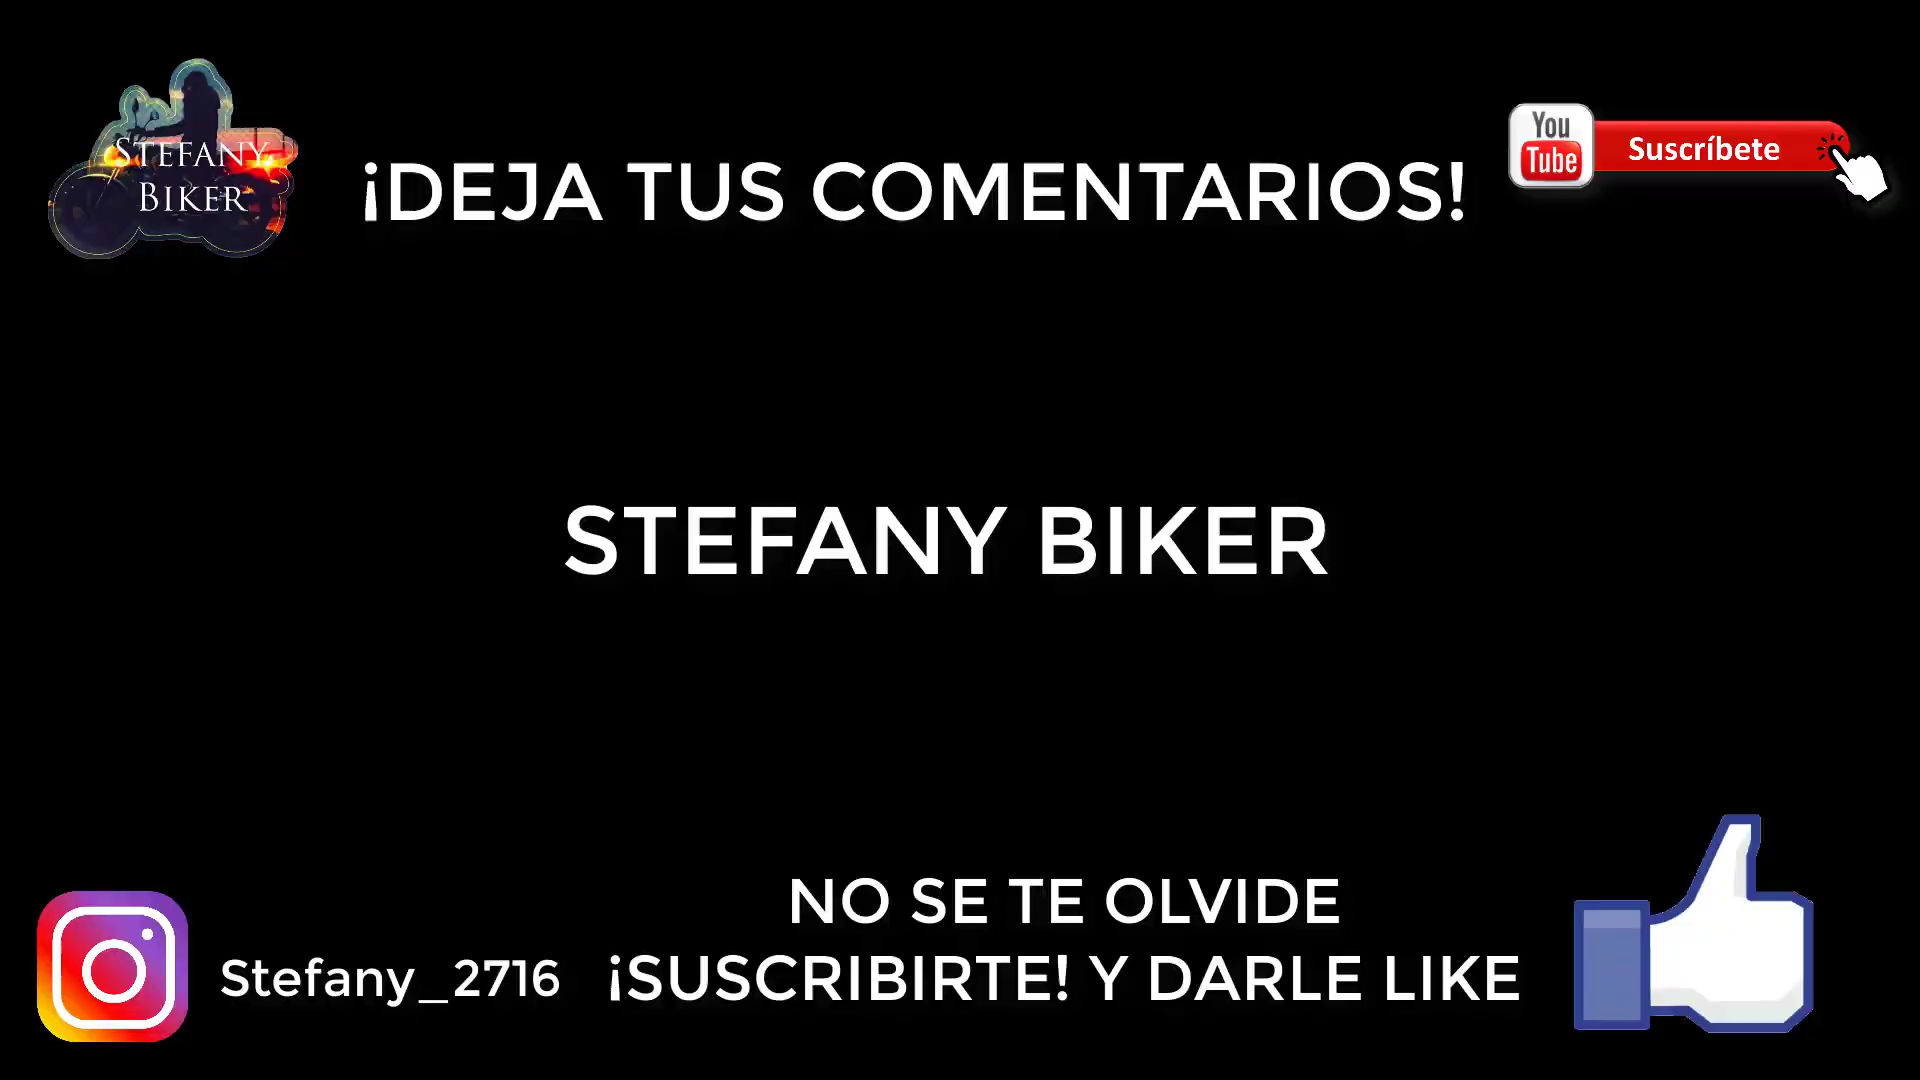 STEFANY
BIKER
¡DEJA TUS COMENTARIOS!
You
Tube
Suscríbete
STEFANY BIKER
Stefany_2716
NO SE TE OLVIDE
¡SUSCRIBIRTE! Y DARLE LIKE